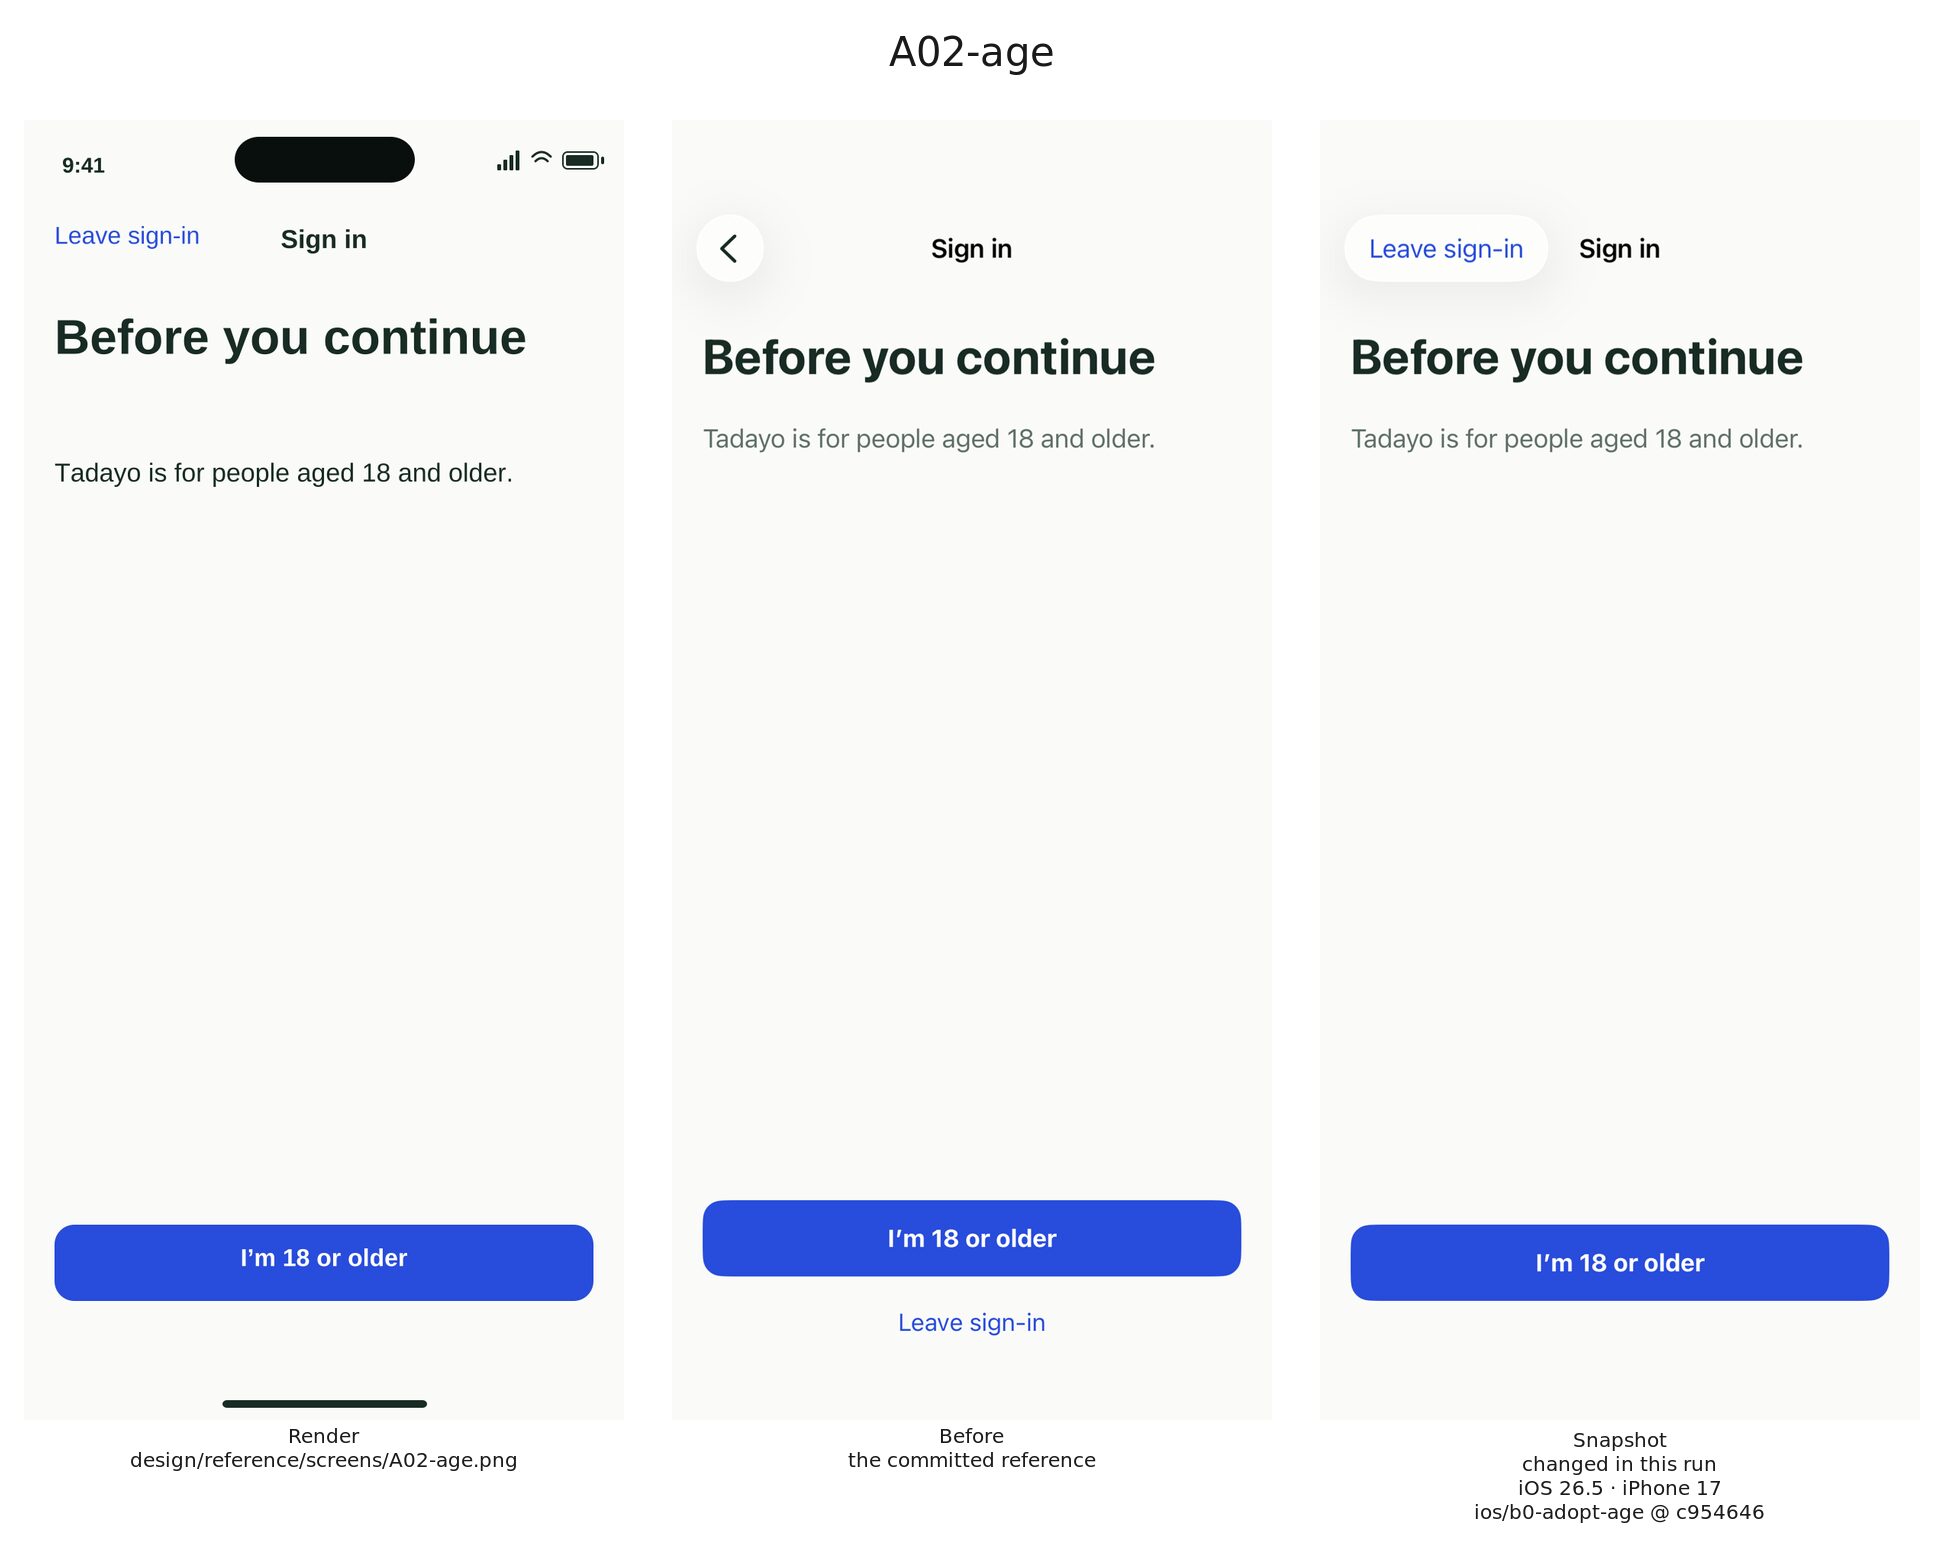 A02-age
9:41
Leave sign-in
Sign in
Before you continue
Tadayo is for people aged 18 and older.
I’m 18 or older
Render
design/reference/screens/A02-age.png
Sign in
Before you continue
Tadayo is for people aged 18 and older.
I’m 18 or older
Leave sign-in
Before
the committed reference
Leave sign-in
Sign in
Before you continue
Tadayo is for people aged 18 and older.
I’m 18 or older
Snapshot
changed in this run
iOS 26.5 · iPhone 17
ios/b0-adopt-age @ c954646